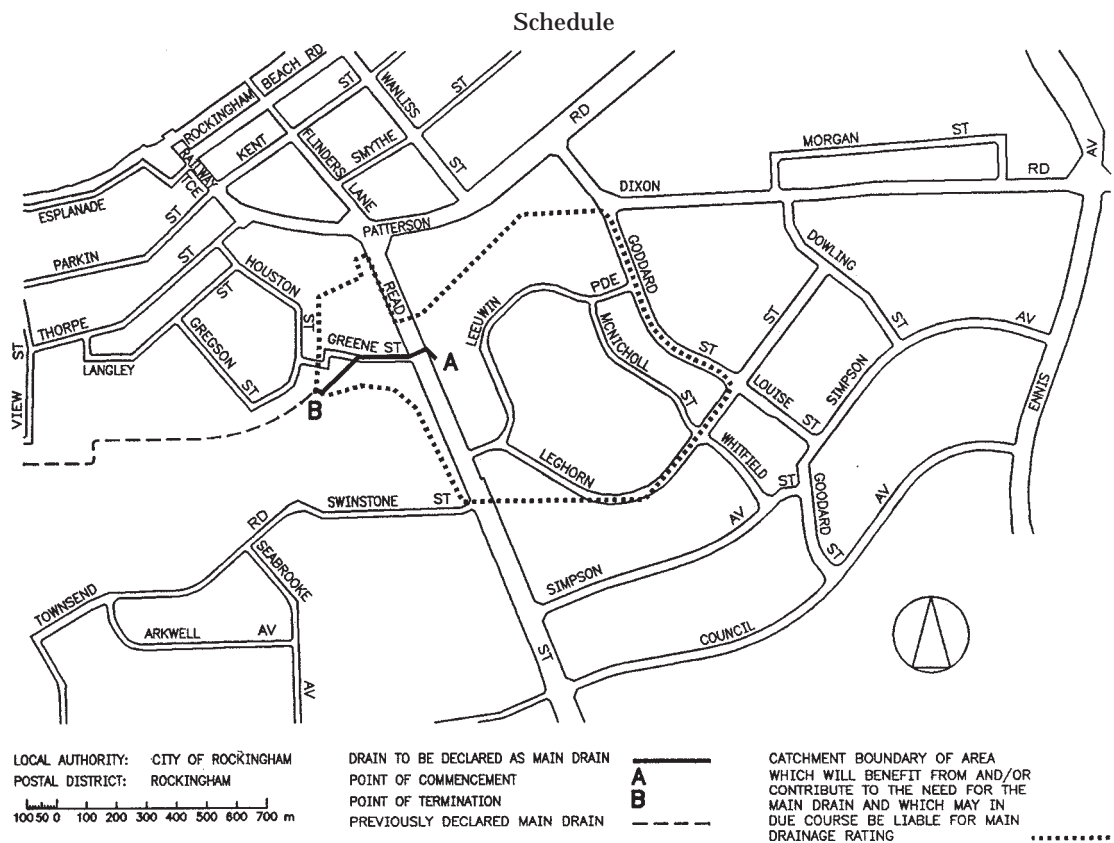 Schedule
ROCKINGHAM BEACH RD
RAILWAY TCE
KENT ST
WANLISS ST
FLINDERS LANE
SMYTHE ST
RD
MORGAN ST
AV
DIXON RD
ESPLANADE
PARKIN ST
PATTERSON
THORPE ST
HOUSTON ST
READ
GODDARD ST
PDE
LEEUWIN
MCNICHOLL ST
DOWLING ST
ST
VIEW ST
LANGLEY ST
GREGSON ST
GREENE ST
A
B
LOUISE ST
SIMPSON AV
ENNIS
WHITFIELD ST
LEGHORN
GODDARD ST
SWINSTONE ST
AV
TOWNSEND RD
SEABROOKE AV
ARKWELL AV
SIMPSON AV
COUNCIL
ST
LOCAL AUTHORITY: CITY OF ROCKINGHAM
POSTAL DISTRICT: ROCKINGHAM
100 50 0 100 200 300 400 500 600 700 m
DRAIN TO BE DECLARED AS MAIN DRAIN
POINT OF COMMENCEMENT A
POINT OF TERMINATION B
PREVIOUSLY DECLARED MAIN DRAIN
CATCHMENT BOUNDARY OF AREA
WHICH WILL BENEFIT FROM AND/OR
CONTRIBUTE TO THE NEED FOR THE
MAIN DRAIN AND WHICH MAY IN
DUE COURSE BE LIABLE FOR MAIN
DRAINAGE RATING